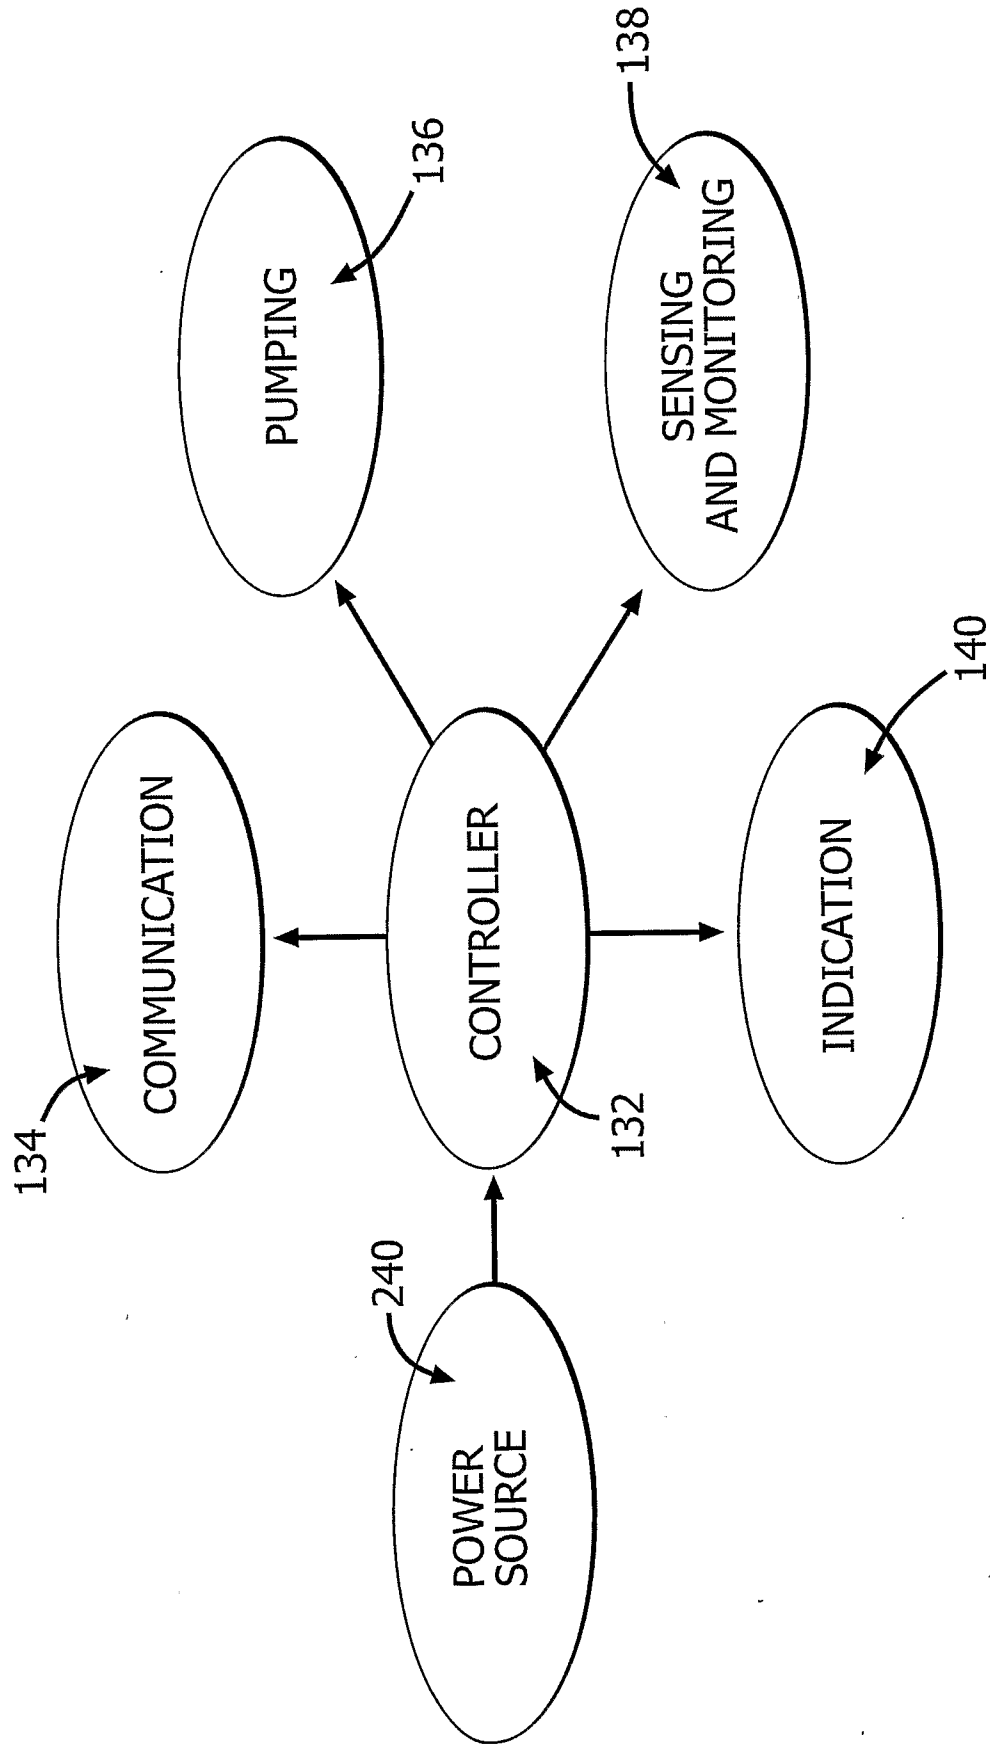 134
COMMUNICATION
PUMPING
136
240
POWER
SOURCE
CONTROLLER
132
138
SENSING
AND MONITORING
INDICATION
140